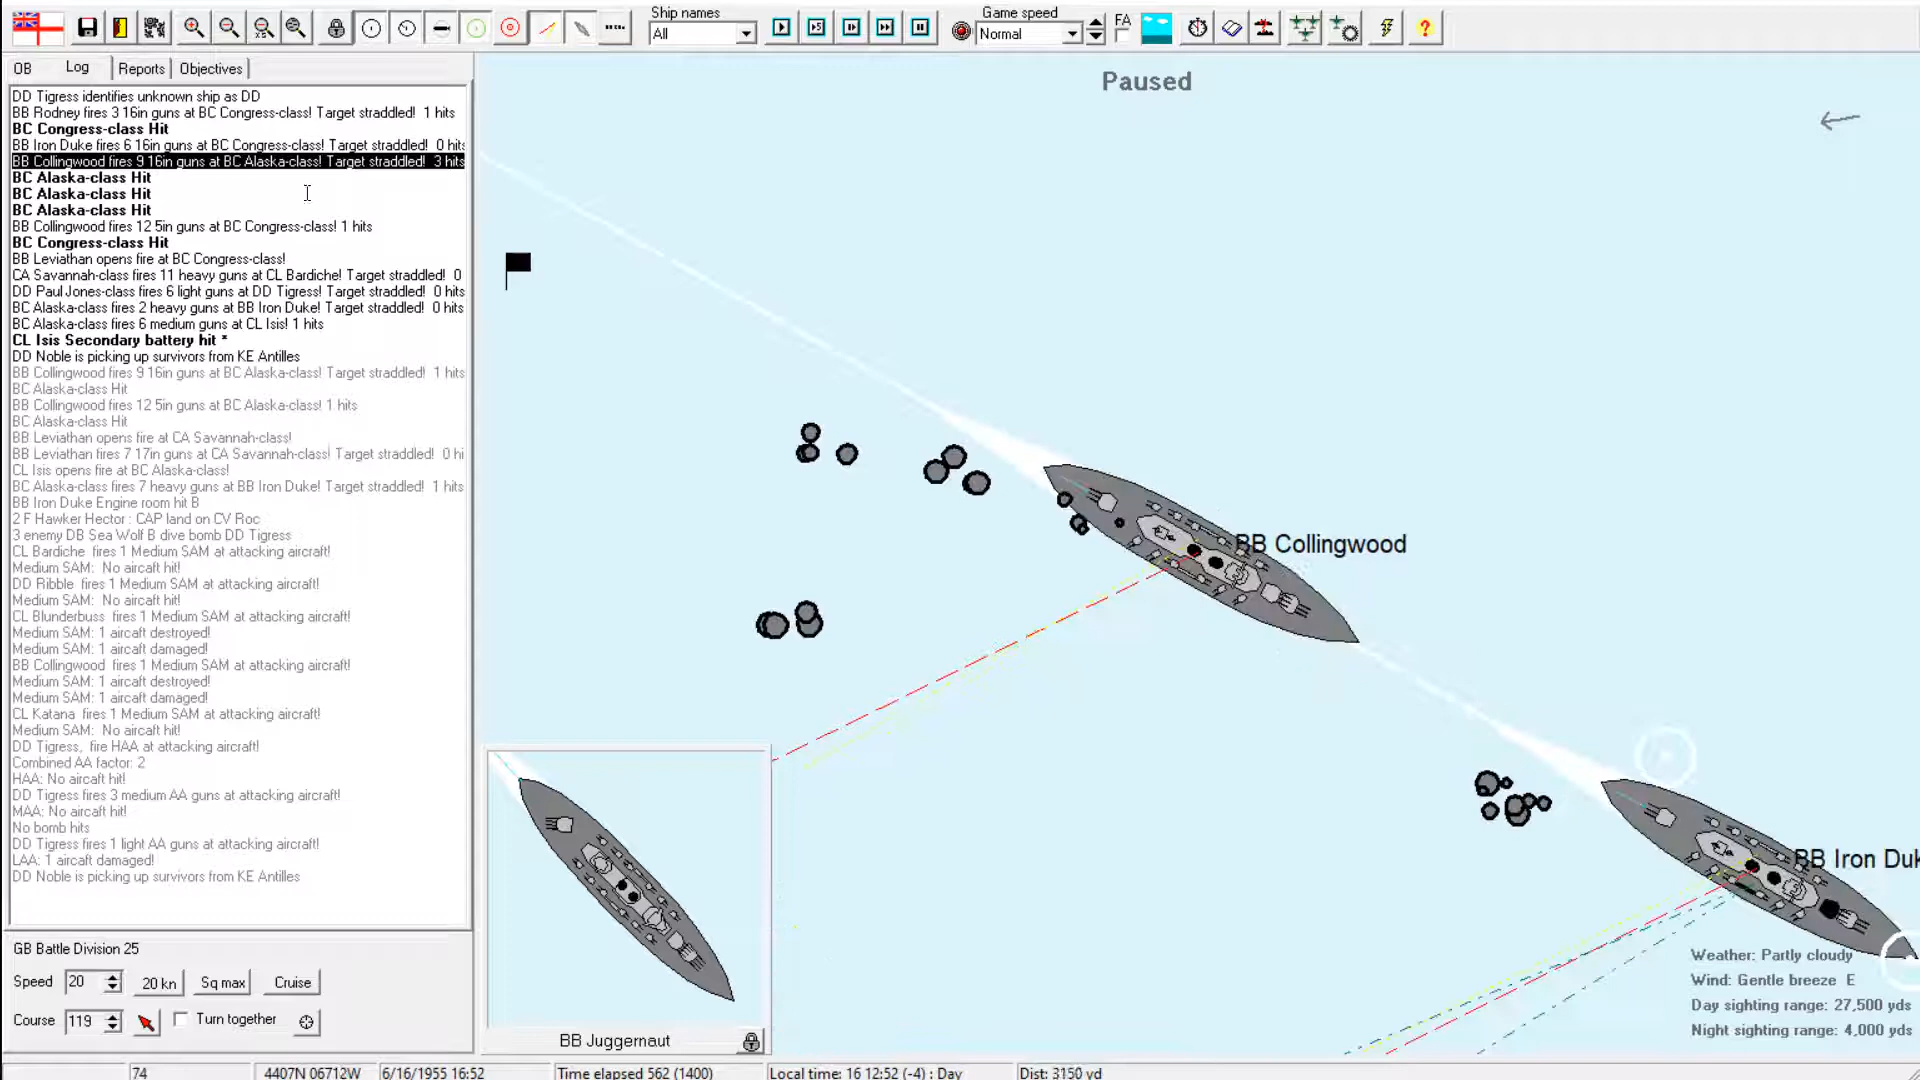 Ship names
All
5
Game speed
Normal
FA
OB
Log
Reports
Objectives
DD Tigress identifies unknown ship as DD
BB Rodney fires 3 16in guns at BC Congress-class! Target straddled!  1 hits
BC Congress-class Hit
BB Iron Duke fires 6 16in guns at BC Congress-class! Target straddled!  0 hits
BB Collingwood fires 9 16in guns at BC Alaska-class! Target straddled!  3 hits
BC Alaska-class Hit
BC Alaska-class Hit
BC Alaska-class Hit
BB Collingwood fires 12 5in guns at BC Congress-class! 1 hits
BC Congress-class Hit
BB Leviathan opens fire at BC Congress-class!
CA Savannah-class fires 11 heavy guns at CL Bardiche! Target straddled!  0
DD Paul Jones-class fires 6 light guns at DD Tigress! Target straddled!  0 hits
BC Alaska-class fires 2 heavy guns at BB Iron Duke! Target straddled!  0 hits
BC Alaska-class fires 6 medium guns at CL Isis! 1 hits
CL Isis Secondary battery hit *
DD Noble is picking up survivors from KE Antilles
BB Collingwood fires 9 16in guns at BC Alaska-class! Target straddled!  1 hits
BC Alaska-class Hit
BB Collingwood fires 12 5in guns at BC Alaska-class! 1 hits
BC Alaska-class Hit
BB Leviathan opens fire at CA Savannah-class!
BB Leviathan fires 7 17in guns at CA Savannah-class! Target straddled!  0 hi
CL Isis opens fire at BC Alaska-class!
BC Alaska-class fires 7 heavy guns at BB Iron Duke! Target straddled!  1 hits
BB Iron Duke Engine room hit B
2 F Hawker Hector : CAP land on CV Roc
3 enemy DB Sea Wolf B dive bomb DD Tigress
CL Bardiche  fires 1 Medium SAM at attacking aircraft!
Medium SAM:  No aircaft hit!
DD Ribble  fires 1 Medium SAM at attacking aircraft!
Medium SAM:  No aircaft hit!
CL Blunderbuss  fires 1 Medium SAM at attacking aircraft!
Medium SAM: 1 aircaft destroyed!
Medium SAM: 1 aircaft damaged!
BB Collingwood  fires 1 Medium SAM at attacking aircraft!
Medium SAM: 1 aircaft destroyed!
Medium SAM: 1 aircaft damaged!
CL Katana  fires 1 Medium SAM at attacking aircraft!
Medium SAM:  No aircaft hit!
DD Tigress,  fire HAA at attacking aircraft!
Combined AA factor: 2
HAA: No aircaft hit!
DD Tigress fires 3 medium AA guns at attacking aircraft!
MAA: No aircaft hit!
No bomb hits
DD Tigress fires 1 light AA guns at attacking aircraft!
LAA: 1 aircaft damaged!
DD Noble is picking up survivors from KE Antilles
GB Battle Division 25
Speed 20 20 kn Sq max Cruise
Course 119 Turn together
Paused
BB Collingwood
BB Iron Duk
BB Juggernaut
Weather: Partly cloudy
Wind: Gentle breeze  E
Day sighting range: 27,500 yds
Night sighting range: 4,000 yds
74 4407N 06712W 6/16/1955 16:52 Time elapsed 562 (1400) Local time: 16 12:52 (-4) : Day Dist: 3150 yd